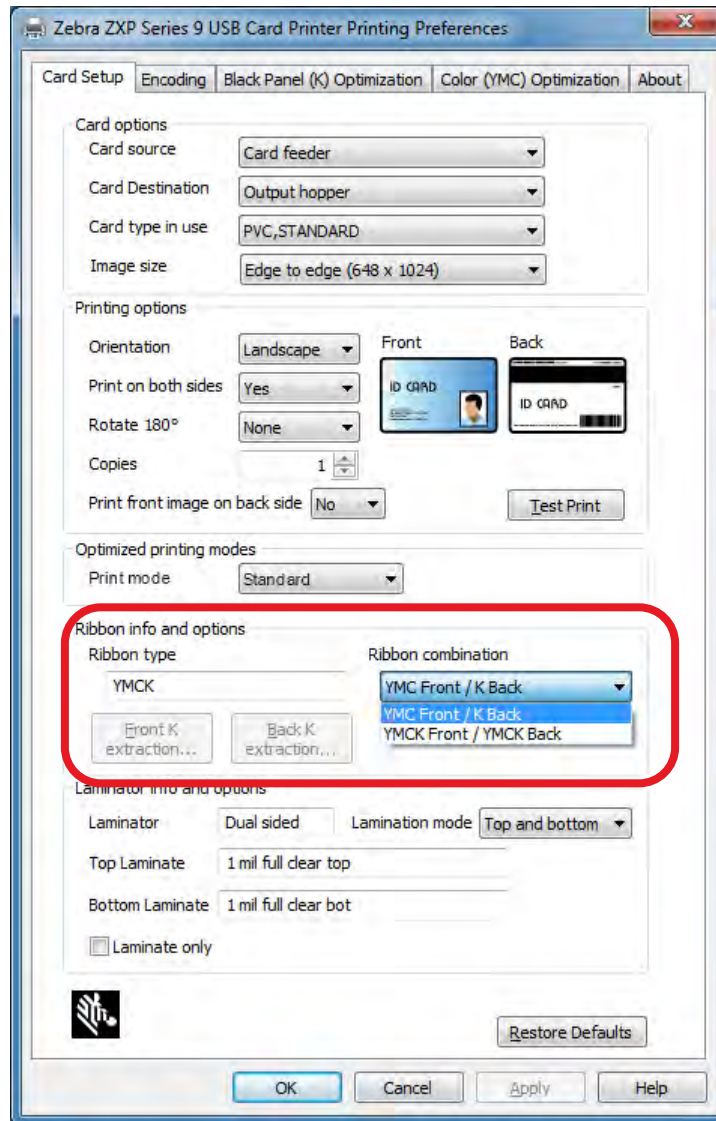 Zebra ZXP Series 9 USB Card Printer Printing Preferences
Card Setup Encoding Black Panel (K) Optimization Color (YMC) Optimization About
Card options
Card source Card feeder
Card Destination Output hopper
Card type in use PVC,STANDARD
Image size Edge to edge (648 x 1024)
Printing options
Orientation Landscape Front Back
Print on both sides Yes ID CARD ID CARD
Rotate 180° None
Copies 1
Print front image on back side No Test Print
Optimized printing modes
Print mode Standard
Ribbon info and options
Ribbon type Ribbon combination
YMCK YMC Front / K Back
YMC Front / K Back
Front K extraction... Back K extraction... YMCK Front / YMCK Back
Laminator info and options
Laminator Dual sided Lamination mode Top and bottom
Top Laminate 1 mil full clear top
Bottom Laminate 1 mil full clear bot
Laminate only
Restore Defaults
OK Cancel Apply Help